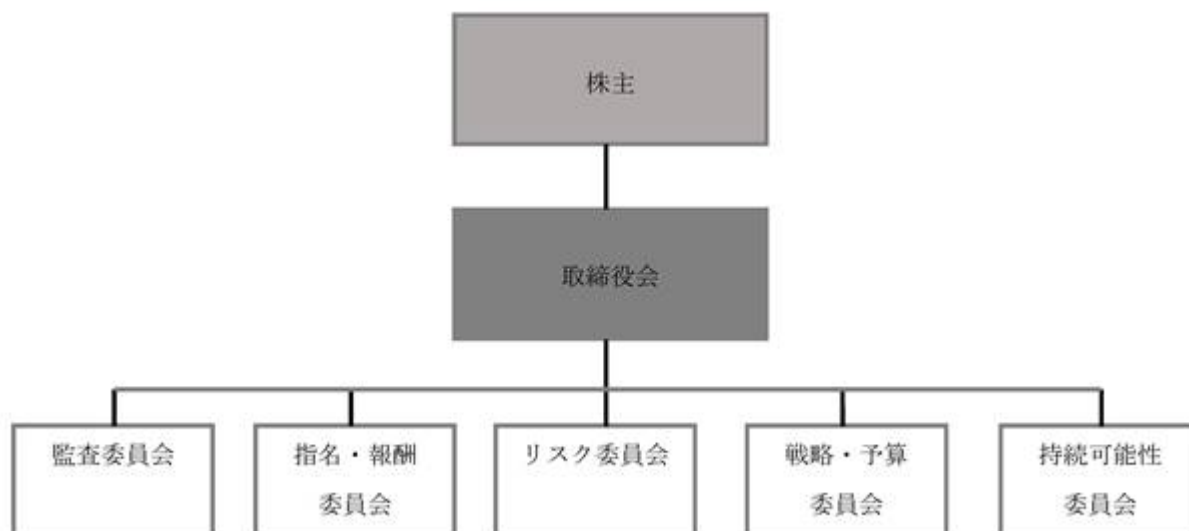 株主
取締役会
監査委員会
指名・報酬
委員会
リスク委員会
戦略・予算
委員会
持続可能性
委員会